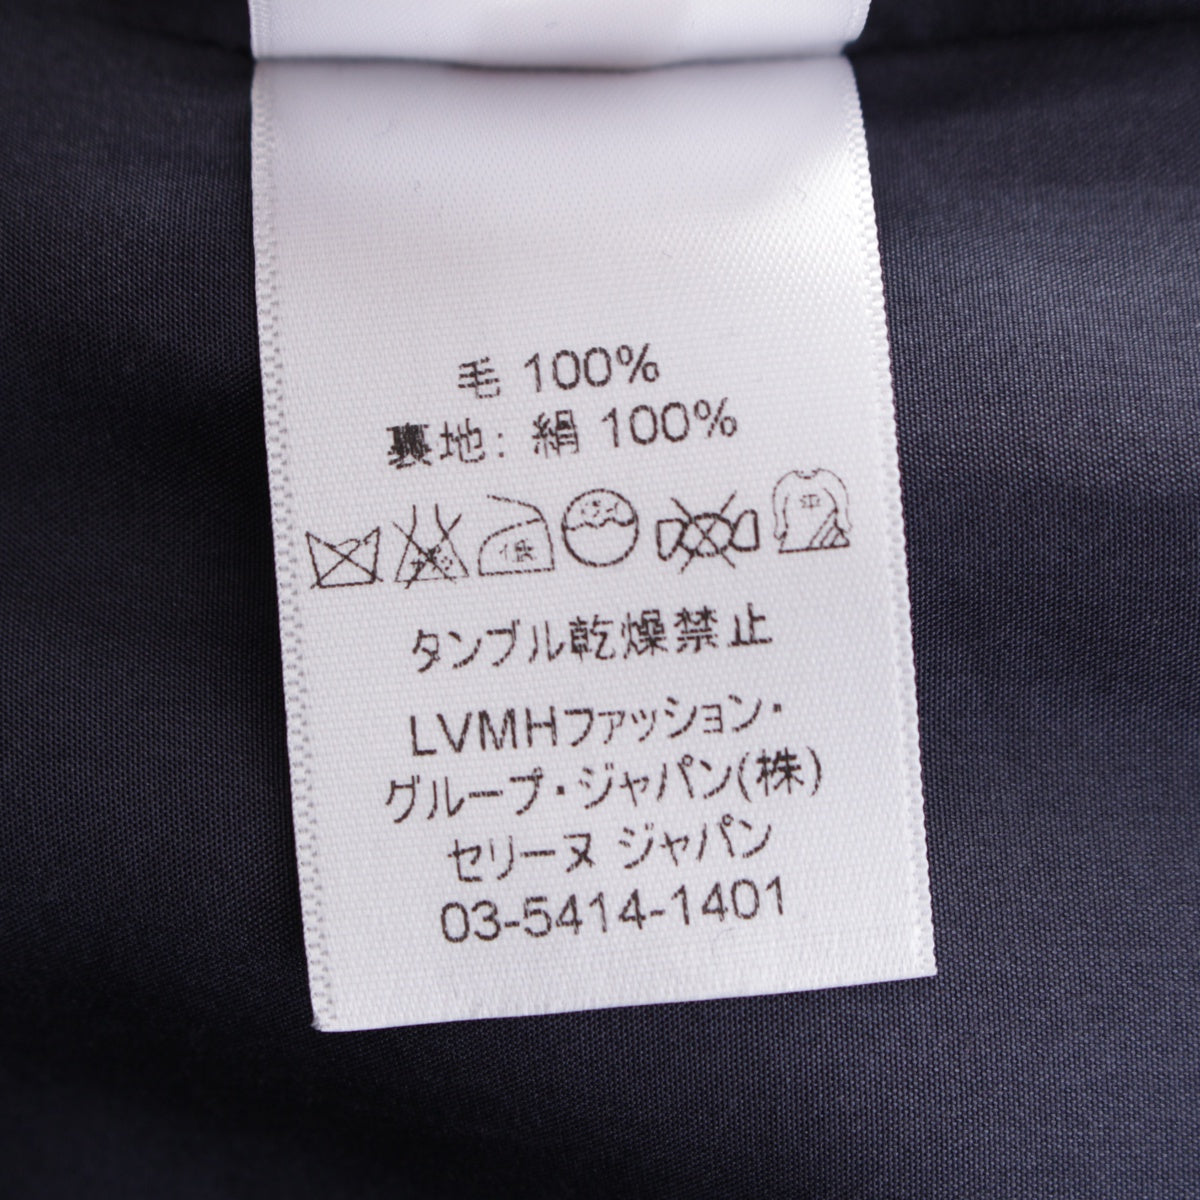 毛 100%
裏地: 絹 100%
低
タンブル乾燥禁止
LVMHファッション・
グループ・ジャパン(株)
セリーヌ ジャパン
03-5414-1401